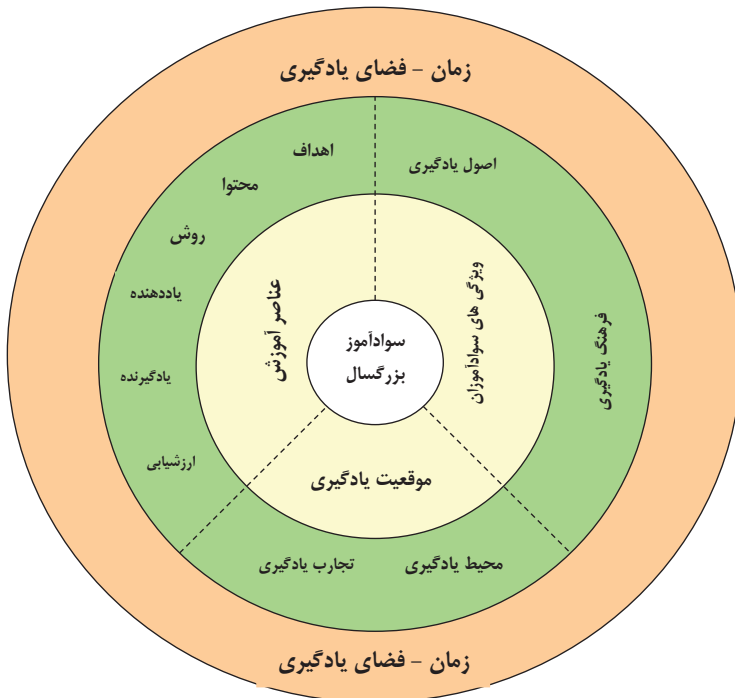 زمان – فضای یادگیری
اصول یادگیری
اهداف
محتوا
روش
یاددهنده
یادگیرنده
ارزشیابی
عناصر آموزش
ویژگی های سوادآموزان
فرهنگ یادگیری
سوادآموز
بزرگسال
موقعیت یادگیری
محیط یادگیری
تجارب یادگیری
زمان – فضای یادگیری